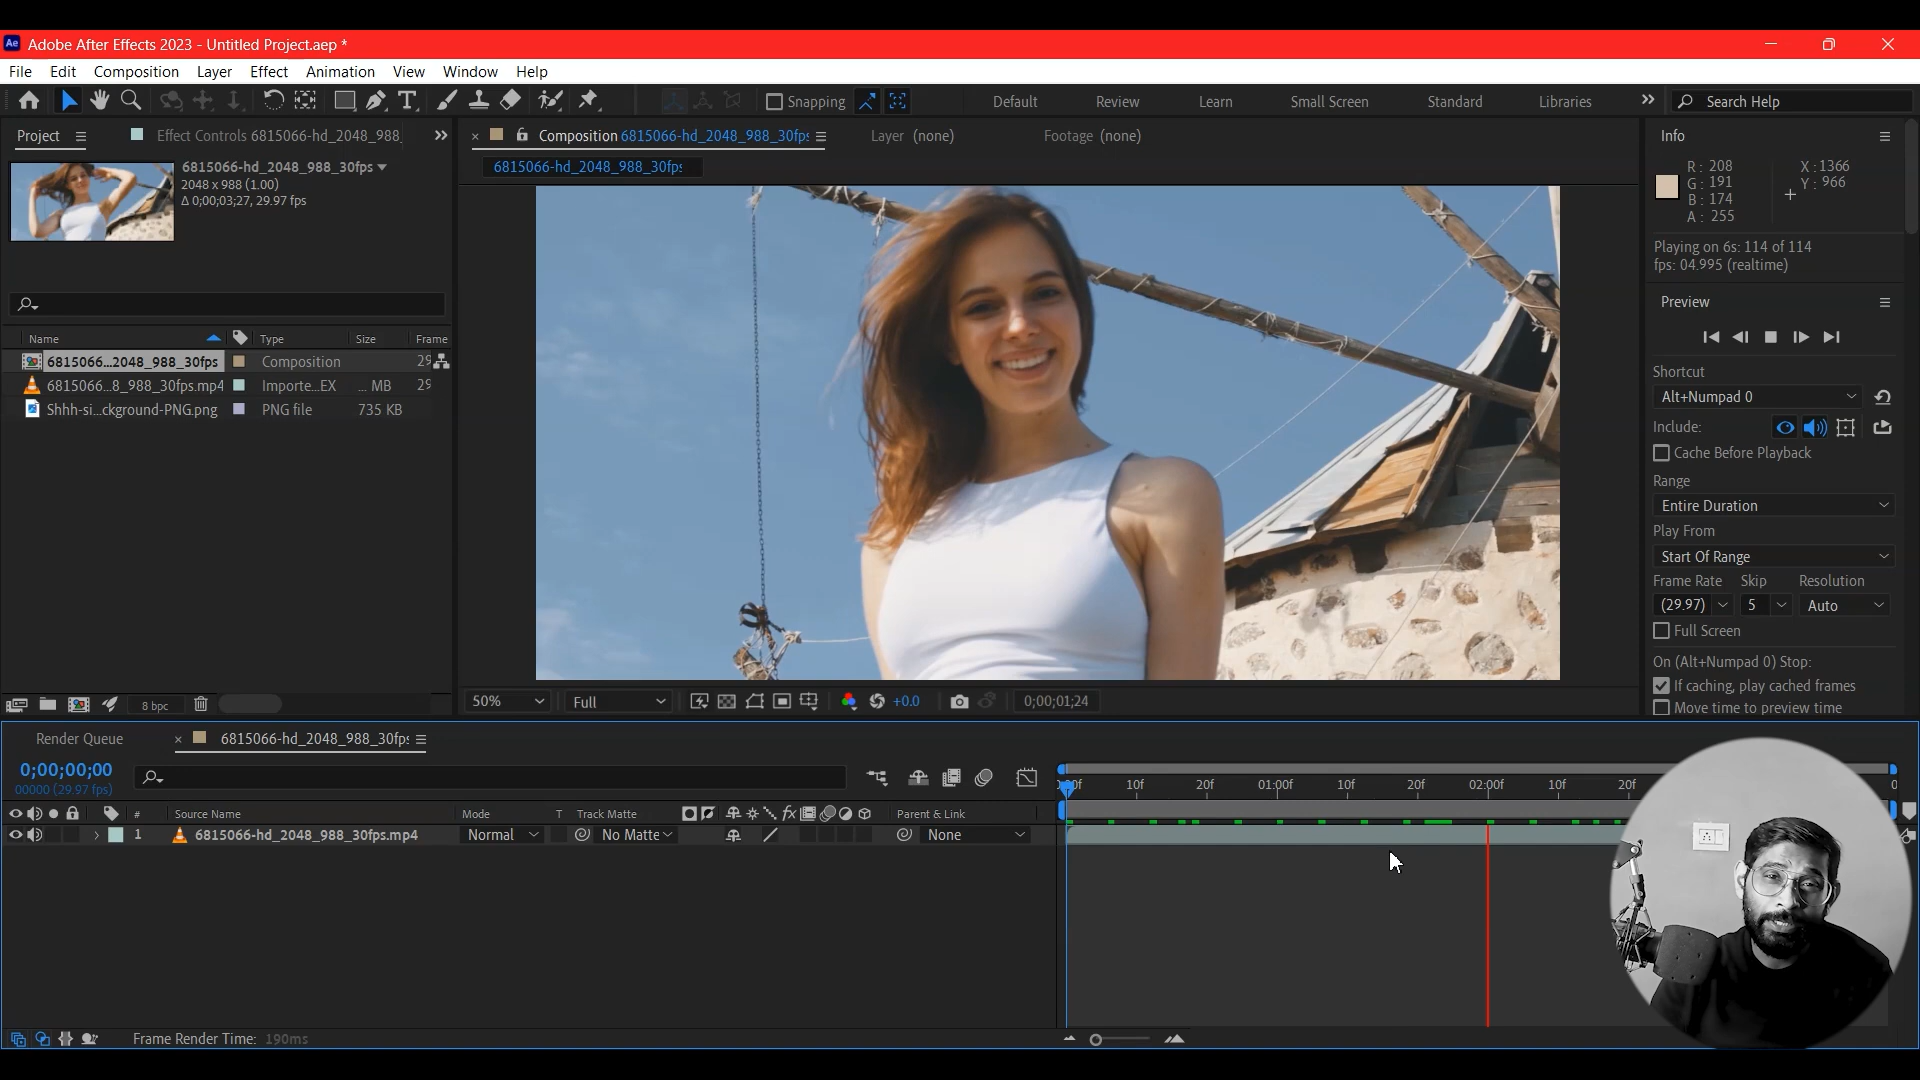 Ae Adobe After Effects 2023 - Untitled Project.aep *
File Edit Composition Layer Effect Animation View Window Help
Snapping Default Review Learn Small Screen Standard Libraries Search Help
Project Effect Controls 6815066-hd_2048_988_
Composition 6815066-hd_2048_988_30fps Layer (none) Footage (none)
6815066-hd_2048_988_30fps
6815066-hd_2048_988_30fps
2048 x 988 (1.00)
Δ 0;00;03;27, 29.97 fps
Name Type Size Frame
6815066...2048_988_30fps Composition 29
6815066...8_988_30fps.mp4 Importe...EX ... MB 29
Shhh-si...ckground-PNG.png PNG file 735 KB
8 bpc
50% Full +0.0 0;00;01;24
Info
R: 208
G: 191
B: 174
A: 255
X: 1366
Y: 966
Playing on 6s: 114 of 114
fps: 04.995 (realtime)
Preview
Shortcut
Alt+Numpad 0
Include:
Cache Before Playback
Range
Entire Duration
Play From
Start Of Range
Frame Rate Skip Resolution
(29.97) 5 Auto
Full Screen
On (Alt+Numpad 0) Stop:
If caching, play cached frames
Move time to preview time
Render Queue 6815066-hd_2048_988_30fps
0;00;00;00
00000 (29.97 fps)
:00f 10f 20f 01:00f 10f 20f 02:00f 10f 20f 0
# Source Name Mode T Track Matte fx Parent & Link
1 6815066-hd_2048_988_30fps.mp4 Normal No Matte None
Frame Render Time: 190ms